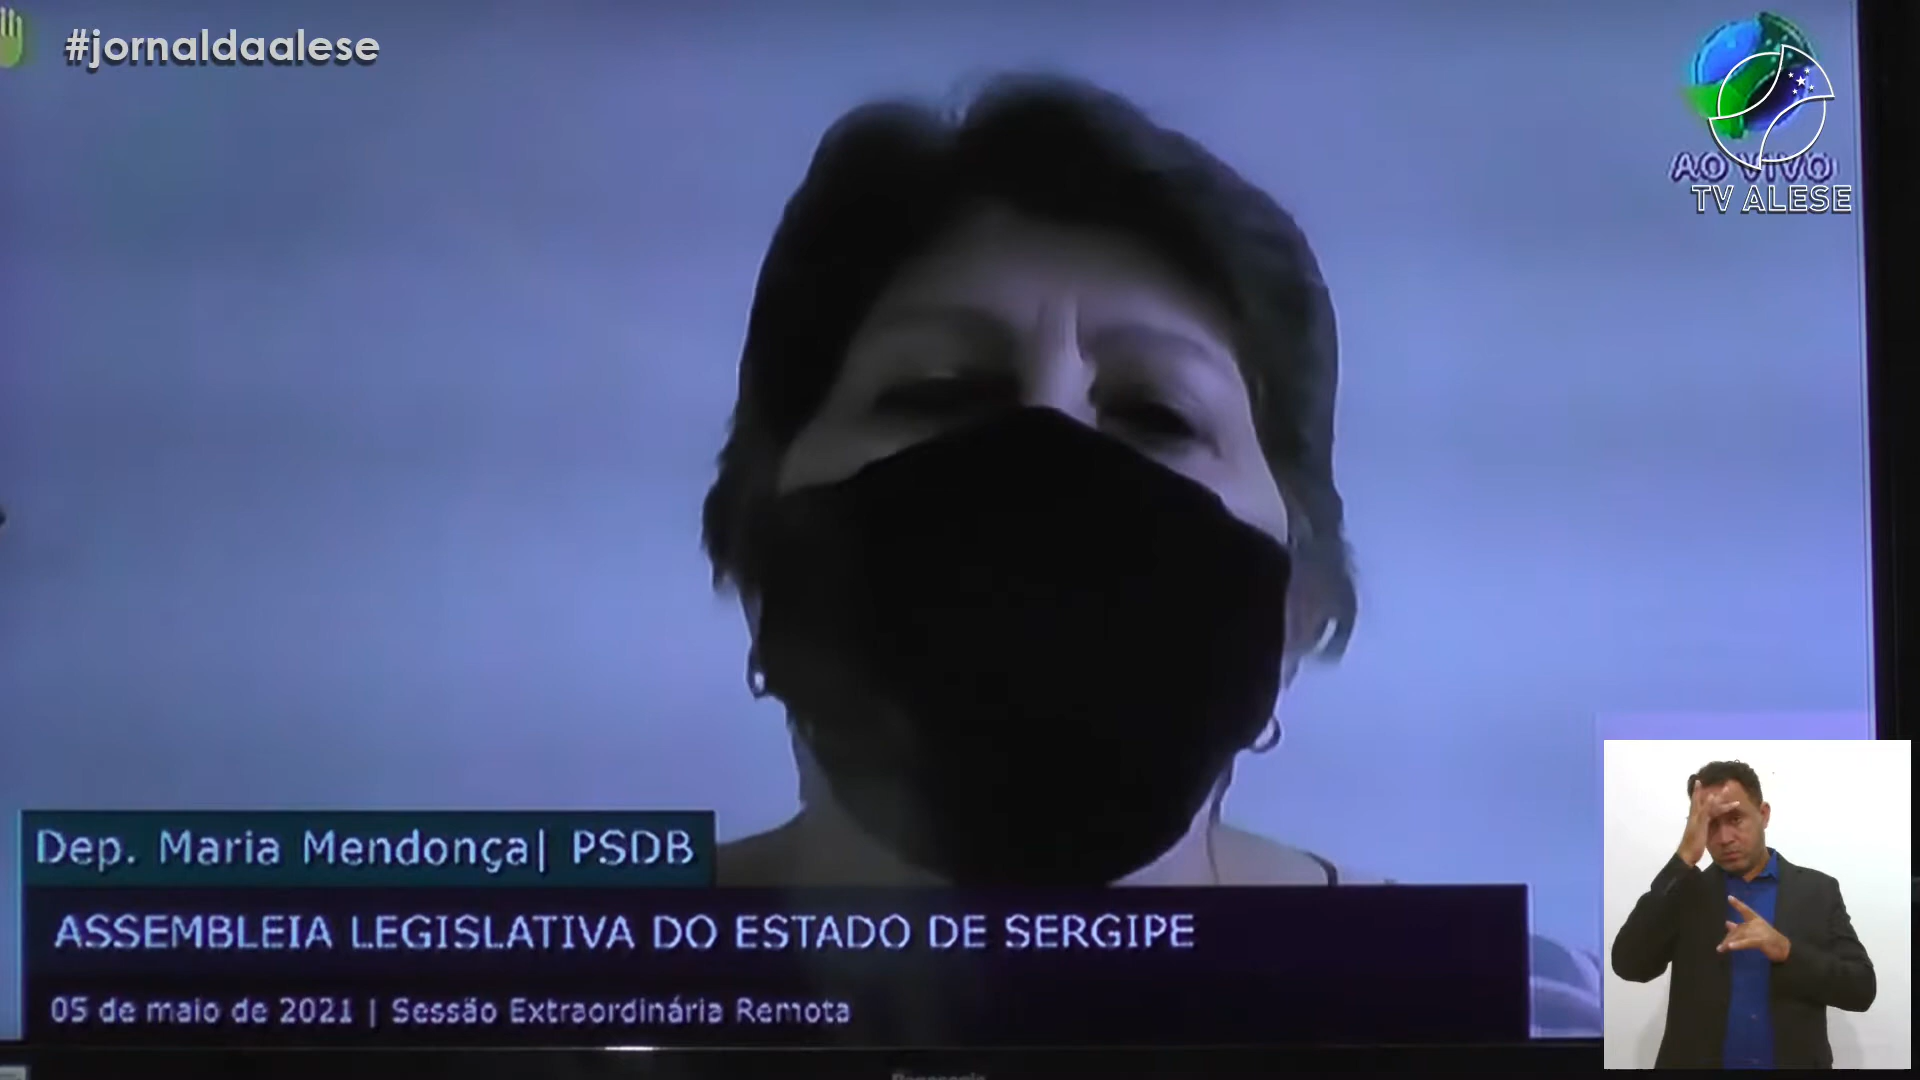 #jornaldaalese
AO VIVO
TV ALESE
Dep. Maria Mendonça| PSDB
ASSEMBLEIA LEGISLATIVA DO ESTADO DE SERGIPE
05 de maio de 2021 | Sessão Extraordinária Remota
Panasonic